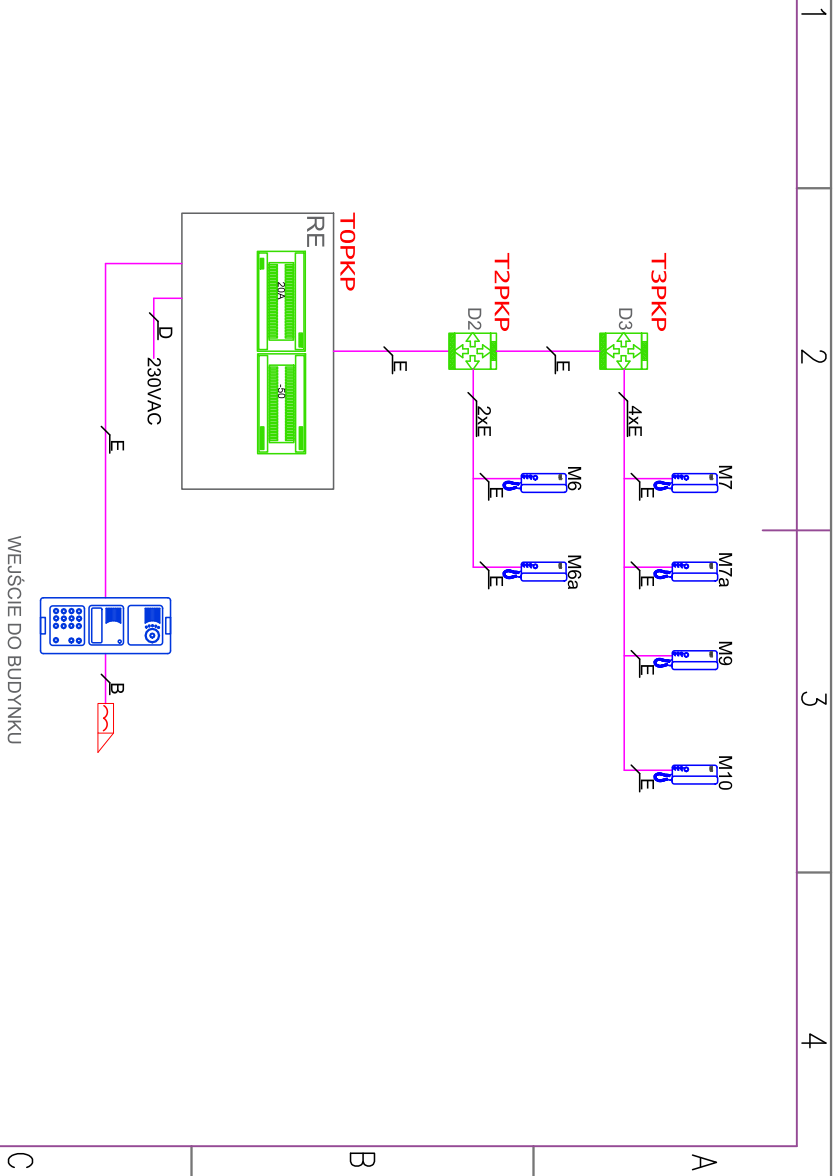 1
2
3
4
A
M7
M7a
M9
M10
T3PKP
E
E
E
E
D3
4xE
M6
M6a
E
T2PKP
E
E
D2
2xE
E
B
T0PKP
RE
20A
-50
D
230VAC
E
B
WEJŚCIE DO BUDYNKU
C